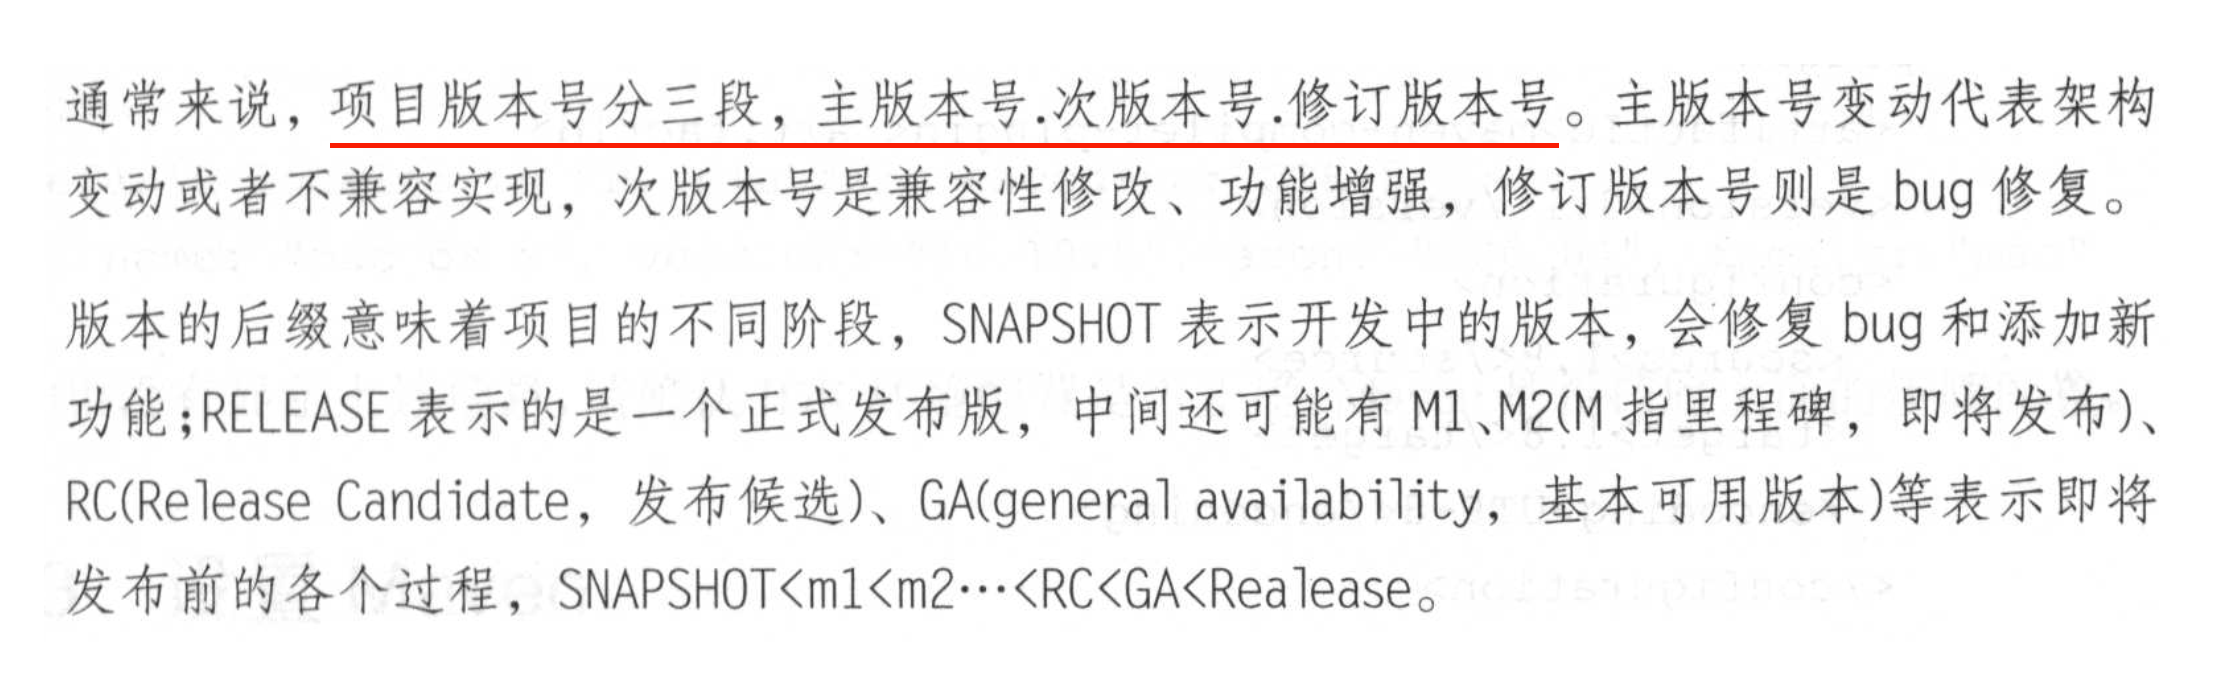 通常来说，项目版本号分三段，主版本号.次版本号.修订版本号。主版本号变动代表架构
变动或者不兼容实现，次版本号是兼容性修改、功能增强，修订版本号则是 bug 修复。
版本的后缀意味着项目的不同阶段，SNAPSHOT 表示开发中的版本，会修复 bug 和添加新
功能；RELEASE 表示的是一个正式发布版，中间还可能有 M1、M2(M 指里程碑，即将发布)、
RC(Release Candidate，发布候选)、GA(general availability，基本可用版本)等表示即将
发布前的各个过程，SNAPSHOT<m1<m2…<RC<GA<Realease。